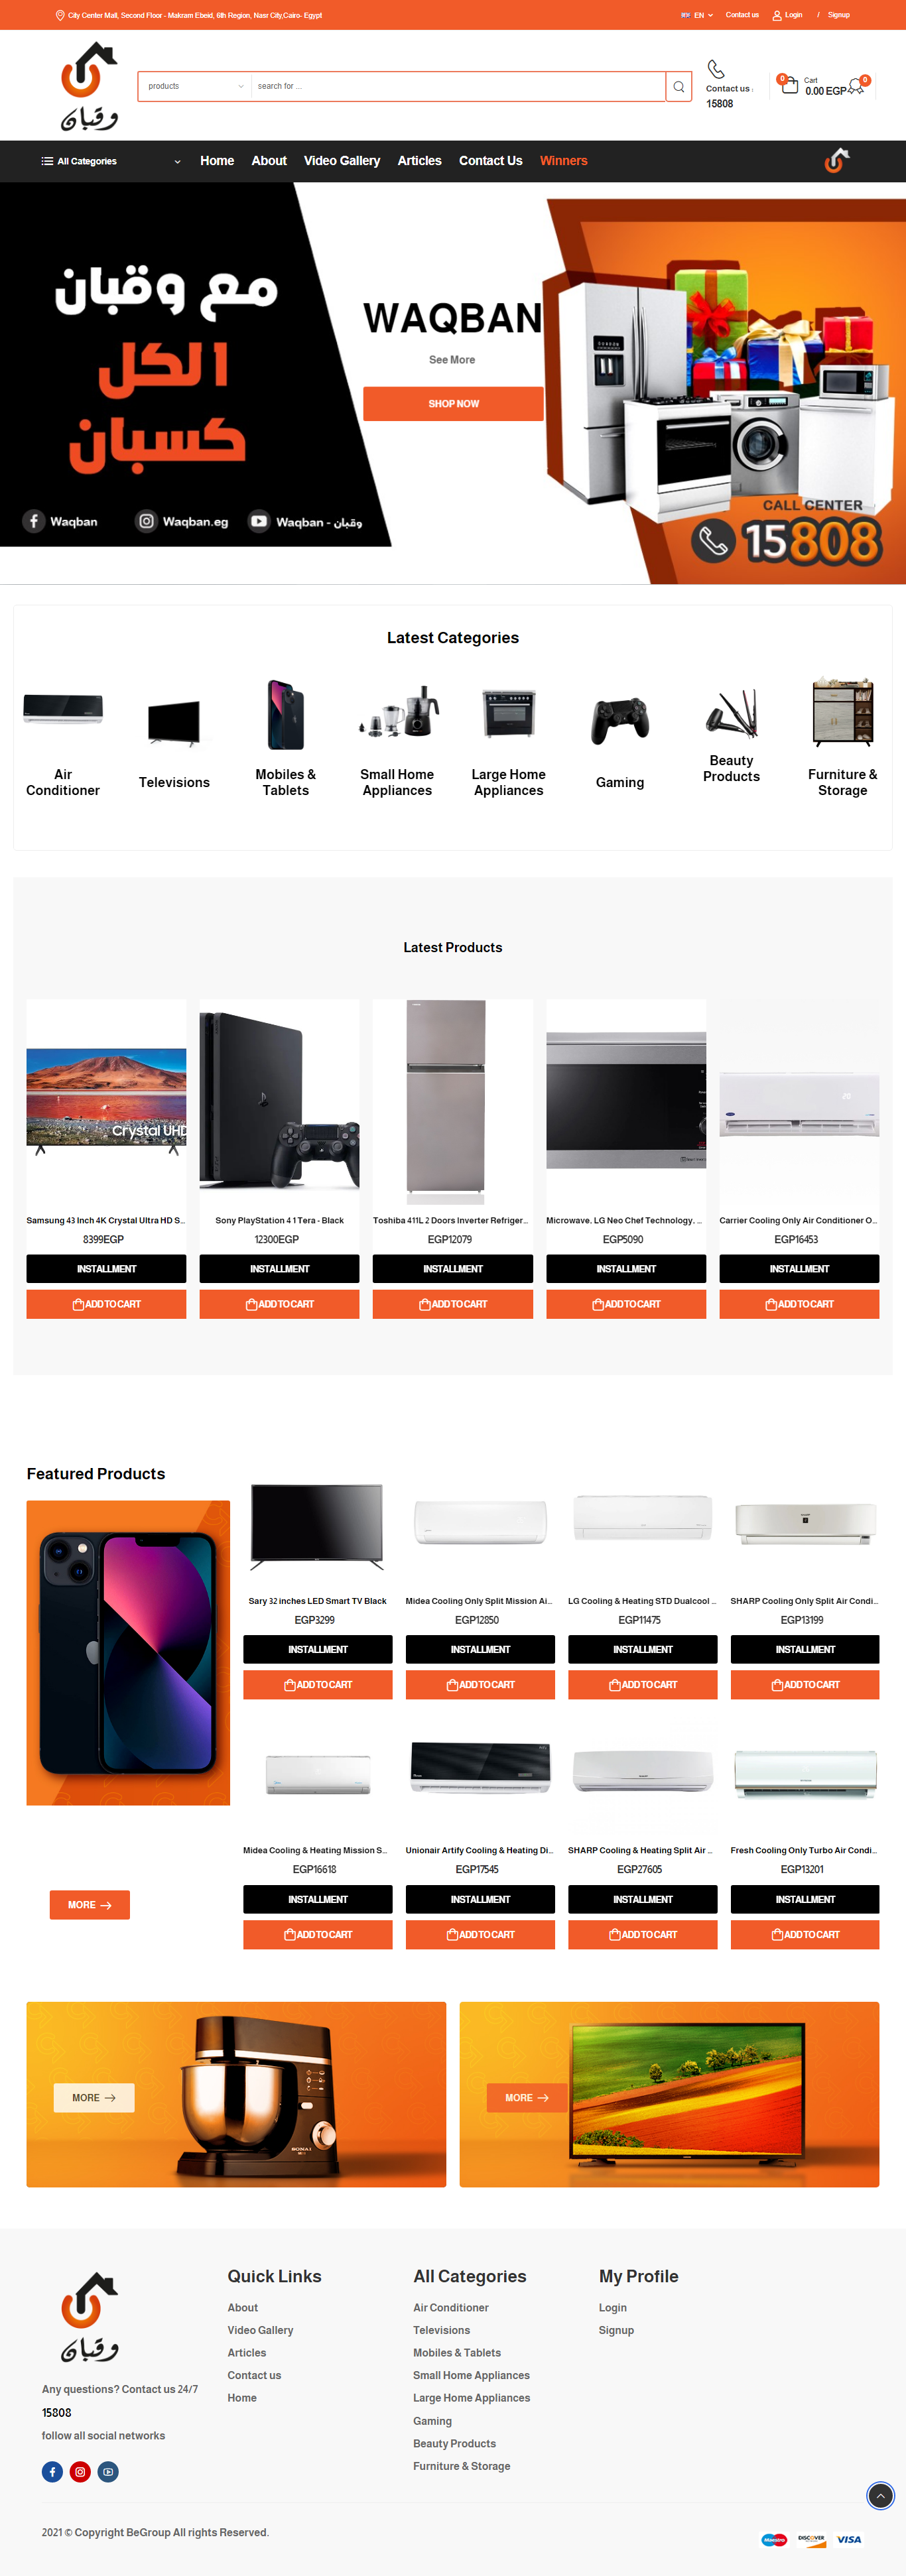 City Center Mall, Second Floor - Makram Ebeid, 6th Region, Nasr City,Cairo- Egypt
EN
Contact us
Login
/
Signup
وقبان
products
search for ...
Contact us :
15808
0
Cart
0.00 EGP
0
All Categories
Home
About
Video Gallery
Articles
Contact Us
Winners
مع وقبان
الكل
كسبان
WAQBAN
See More
SHOP NOW
Waqban
Waqban.eg
Waqban - وقبان
CALL CENTER
15808
Latest Categories
Air
Conditioner
Televisions
Mobiles &
Tablets
Small Home
Appliances
Large Home
Appliances
Gaming
Beauty
Products
Furniture &
Storage
Latest Products
Crystal UHD
Samsung 43 Inch 4K Crystal Ultra HD S...
8399EGP
INSTALLMENT
ADD TO CART
Sony PlayStation 4 1 Tera - Black
12300EGP
INSTALLMENT
ADD TO CART
Toshiba 411L 2 Doors Inverter Refriger...
EGP12079
INSTALLMENT
ADD TO CART
Microwave, LG Neo Chef Technology, ...
EGP5090
INSTALLMENT
ADD TO CART
Carrier Cooling Only Air Conditioner O...
EGP16453
INSTALLMENT
ADD TO CART
Featured Products
MORE
Sary 32 inches LED Smart TV Black
EGP3299
INSTALLMENT
ADD TO CART
Midea Cooling Only Split Mission Ai...
EGP12850
INSTALLMENT
ADD TO CART
LG Cooling & Heating STD Dualcool ...
EGP11475
INSTALLMENT
ADD TO CART
SHARP Cooling Only Split Air Condi...
EGP13199
INSTALLMENT
ADD TO CART
Midea Cooling & Heating Mission S...
EGP16618
INSTALLMENT
ADD TO CART
Unionair Artify Cooling & Heating Di...
EGP17545
INSTALLMENT
ADD TO CART
SHARP Cooling & Heating Split Air ...
EGP27605
INSTALLMENT
ADD TO CART
Fresh Cooling Only Turbo Air Condi...
EGP13201
INSTALLMENT
ADD TO CART
MORE
SONAI
MORE
وقبان
Any questions? Contact us 24/7
15808
follow all social networks
Quick Links
About
Video Gallery
Articles
Contact us
Home
All Categories
Air Conditioner
Televisions
Mobiles & Tablets
Small Home Appliances
Large Home Appliances
Gaming
Beauty Products
Furniture & Storage
My Profile
Login
Signup
2021 © Copyright BeGroup All rights Reserved.
Maestro
DISCOVER
VISA